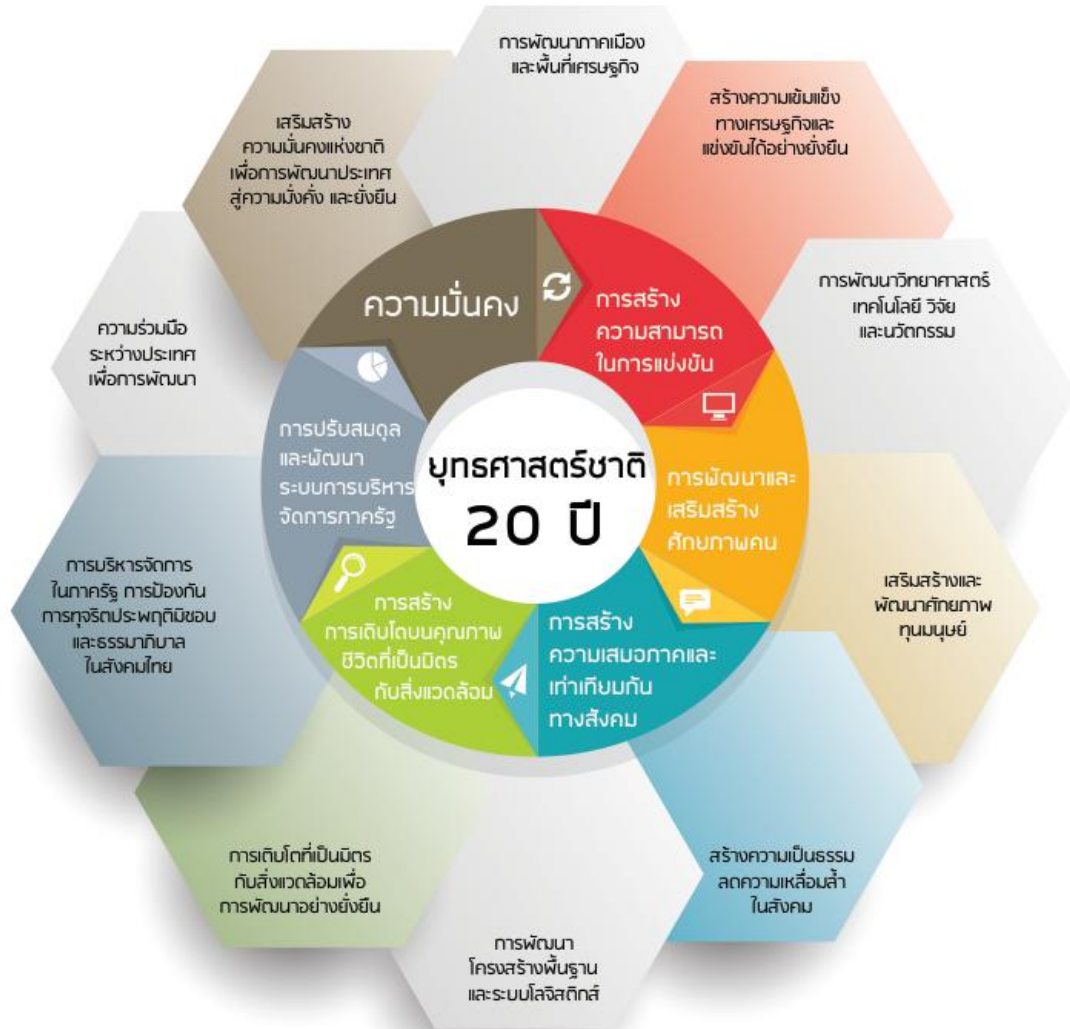 การพัฒนาภาคเมือง
และพื้นที่เศรษฐกิจ
สร้างความเข้มแข็ง
ทางเศรษฐกิจและ
แข่งขันได้อย่างยั่งยืน
การพัฒนาวิทยาศาสตร์
เทคโนโลยี วิจัย
และนวัตกรรม
เสริมสร้างและ
พัฒนาศักยภาพ
ทุนมนุษย์
สร้างความเป็นธรรม
ลดความเหลื่อมล้ำ
ในสังคม
การพัฒนา
โครงสร้างพื้นฐาน
และระบบโลจิสติกส์
การเติบโตที่เป็นมิตร
กับสิ่งแวดล้อมเพื่อ
การพัฒนาอย่างยั่งยืน
การบริหารจัดการ
ในภาครัฐ การป้องกัน
การทุจริตประพฤติมิชอบ
และธรรมาภิบาล
ในสังคมไทย
ความร่วมมือ
ระหว่างประเทศ
เพื่อการพัฒนา
เสริมสร้าง
ความมั่นคงแห่งชาติ
เพื่อการพัฒนาประเทศ
สู่ความมั่งคั่ง และยั่งยืน
ความมั่นคง
การสร้าง
ความสามารถ
ในการแข่งขัน
การพัฒนาและ
เสริมสร้าง
ศักยภาพคน
การสร้าง
ความเสมอภาคและ
เท่าเทียมกัน
ทางสังคม
การสร้าง
การเติบโตบนคุณภาพ
ชีวิตที่เป็นมิตร
กับสิ่งแวดล้อม
การปรับสมดุล
และพัฒนา
ระบบการบริหาร
จัดการภาครัฐ
ยุทธศาสตร์ชาติ
20 ปี